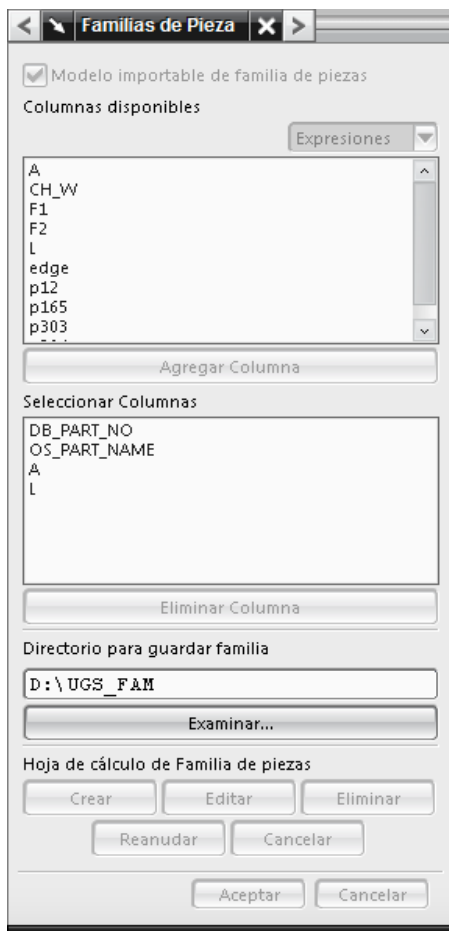 Familias de Pieza
Modelo importable de familia de piezas
Columnas disponibles
Expresiones
A
CH_W
F1
F2
L
edge
p12
p165
p303
Agregar Columna
Seleccionar Columnas
DB_PART_NO
OS_PART_NAME
A
L
Eliminar Columna
Directorio para guardar familia
D:\UGS_FAM
Examinar...
Hoja de cálculo de Familia de piezas
Crear Editar Eliminar
Reanudar Cancelar
Aceptar Cancelar